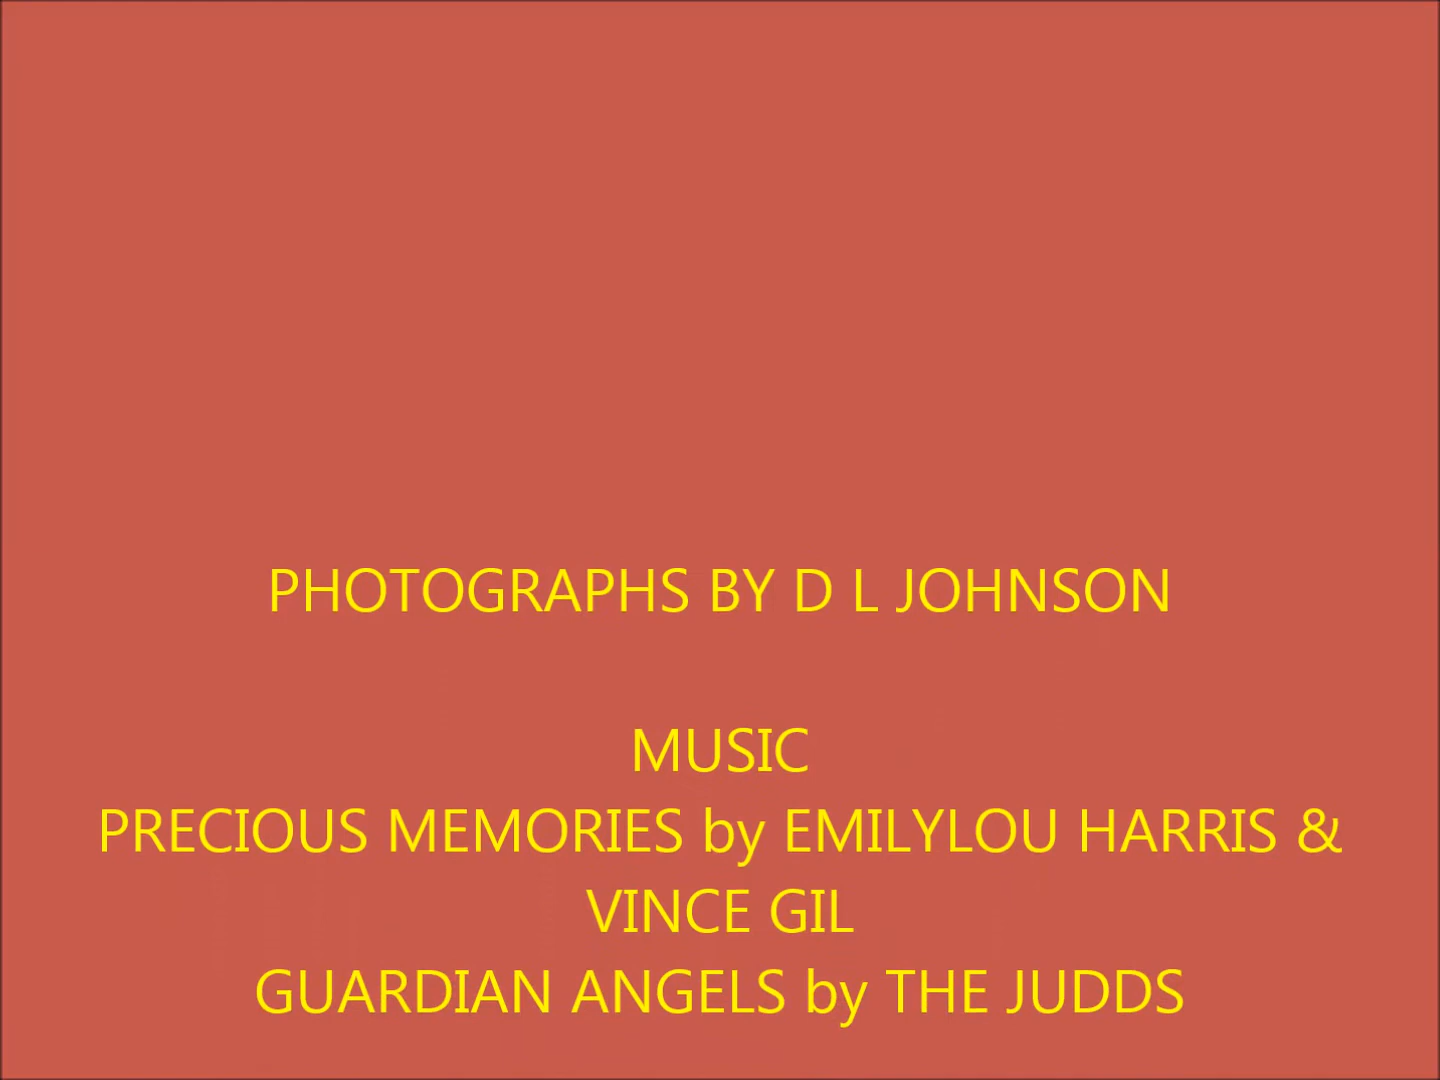 PHOTOGRAPHS BY D L JOHNSON
MUSIC
PRECIOUS MEMORIES by EMILYLOU HARRIS &
VINCE GIL
GUARDIAN ANGELS by THE JUDDS